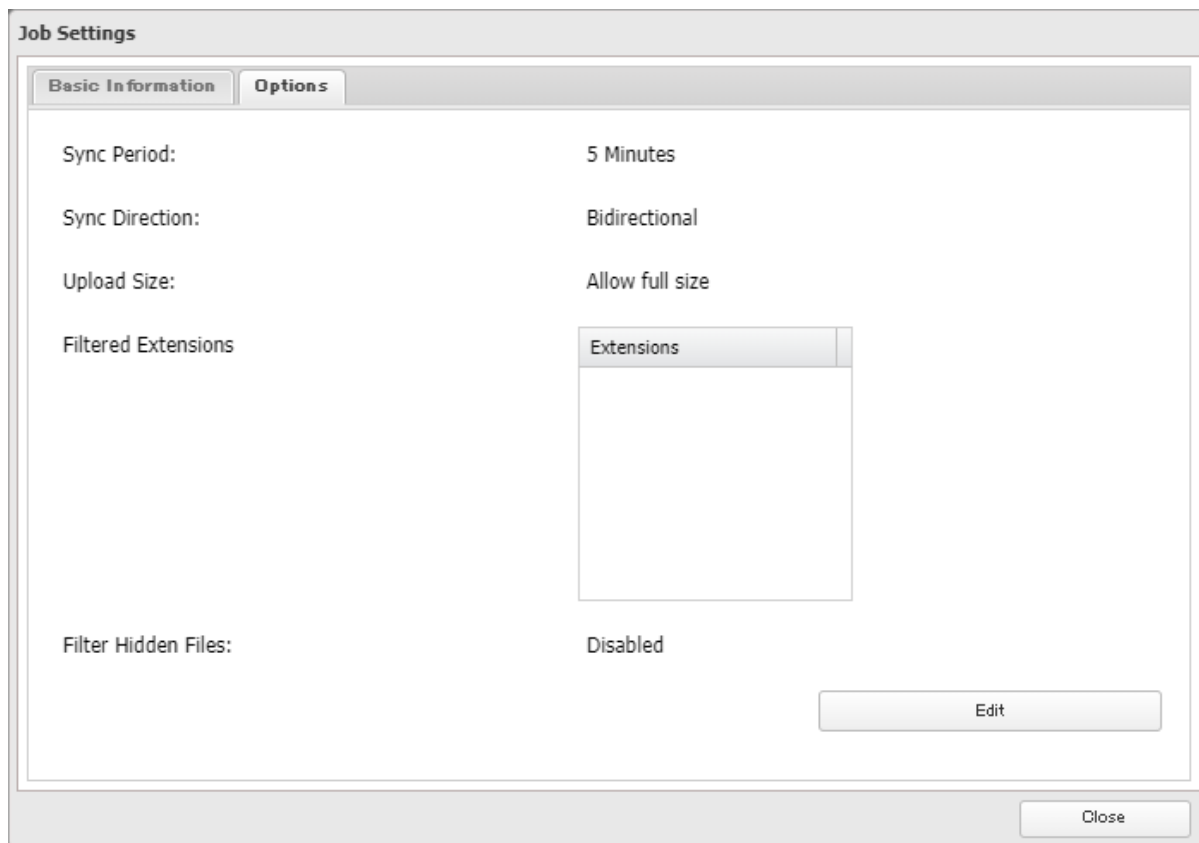 Job Settings
Basic Information Options
Sync Period: 5 Minutes
Sync Direction: Bidirectional
Upload Size: Allow full size
Filtered Extensions
Extensions
Filter Hidden Files: Disabled
Edit
Close